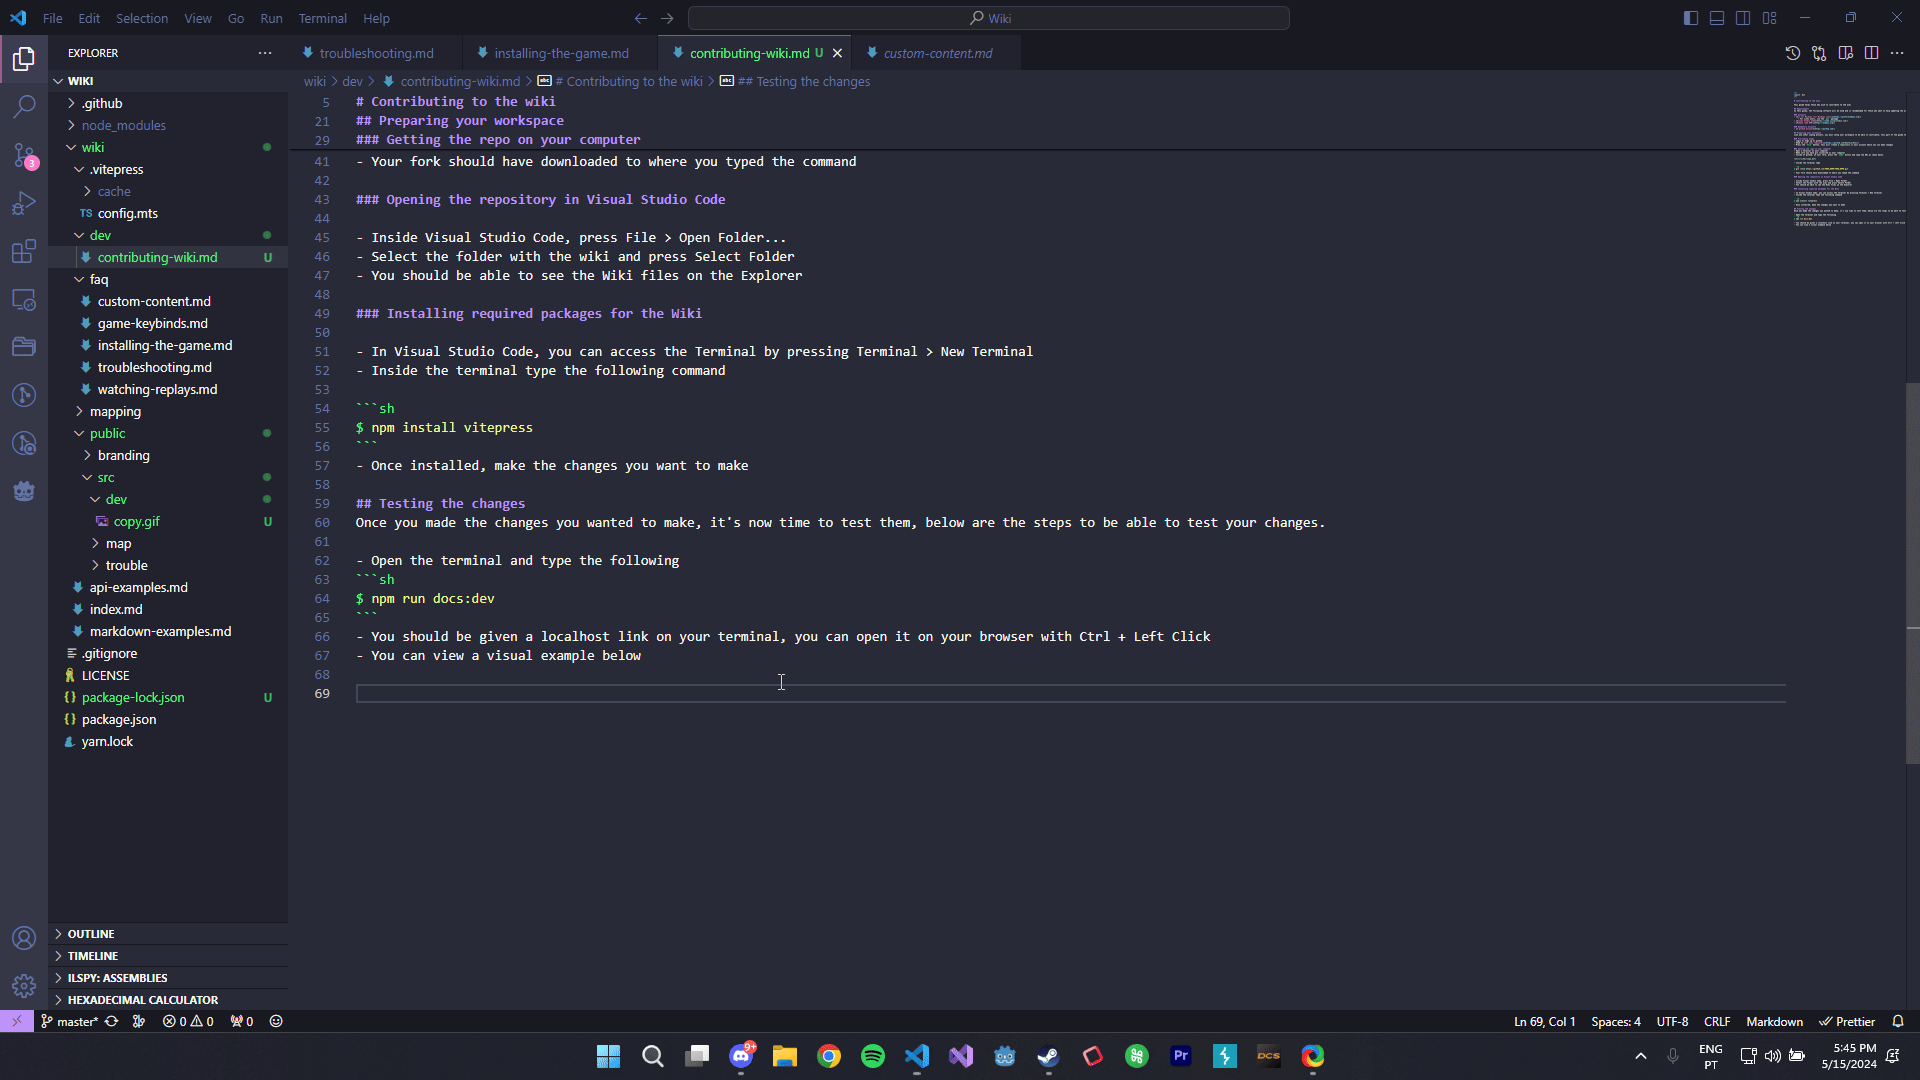 File Edit Selection View Go Run Terminal Help
Wiki
EXPLORER
troubleshooting.md
installing-the-game.md
contributing-wiki.md U
custom-content.md
WIKI
.github
node_modules
wiki
.vitepress
cache
TS config.mts
dev
contributing-wiki.md U
faq
custom-content.md
game-keybinds.md
installing-the-game.md
troubleshooting.md
watching-replays.md
mapping
public
branding
src
dev
copy.gif U
map
trouble
api-examples.md
index.md
markdown-examples.md
.gitignore
LICENSE
package-lock.json U
package.json
yarn.lock
OUTLINE
TIMELINE
ILSPY: ASSEMBLIES
HEXADECIMAL CALCULATOR
3
wiki > dev > contributing-wiki.md > # Contributing to the wiki > ## Testing the changes
5 # Contributing to the wiki
21 ## Preparing your workspace
29 ### Getting the repo on your computer
41 - Your fork should have downloaded to where you typed the command
42
43 ### Opening the repository in Visual Studio Code
44
45 - Inside Visual Studio Code, press File > Open Folder...
46 - Select the folder with the wiki and press Select Folder
47 - You should be able to see the Wiki files on the Explorer
48
49 ### Installing required packages for the Wiki
50
51 - In Visual Studio Code, you can access the Terminal by pressing Terminal > New Terminal
52 - Inside the terminal type the following command
53
54 ```sh
55 $ npm install vitepress
56 ```
57 - Once installed, make the changes you want to make
58
59 ## Testing the changes
60 Once you made the changes you wanted to make, it's now time to test them, below are the steps to be able to test your changes.
61
62 - Open the terminal and type the following
63 ```sh
64 $ npm run docs:dev
65 ```
66 - You should be given a localhost link on your terminal, you can open it on your browser with Ctrl + Left Click
67 - You can view a visual example below
68
69
master* 0 0 0
Ln 69, Col 1 Spaces: 4 UTF-8 CRLF Markdown Prettier
9+
Pr
DCS
ENG
PT
5:45 PM
5/15/2024